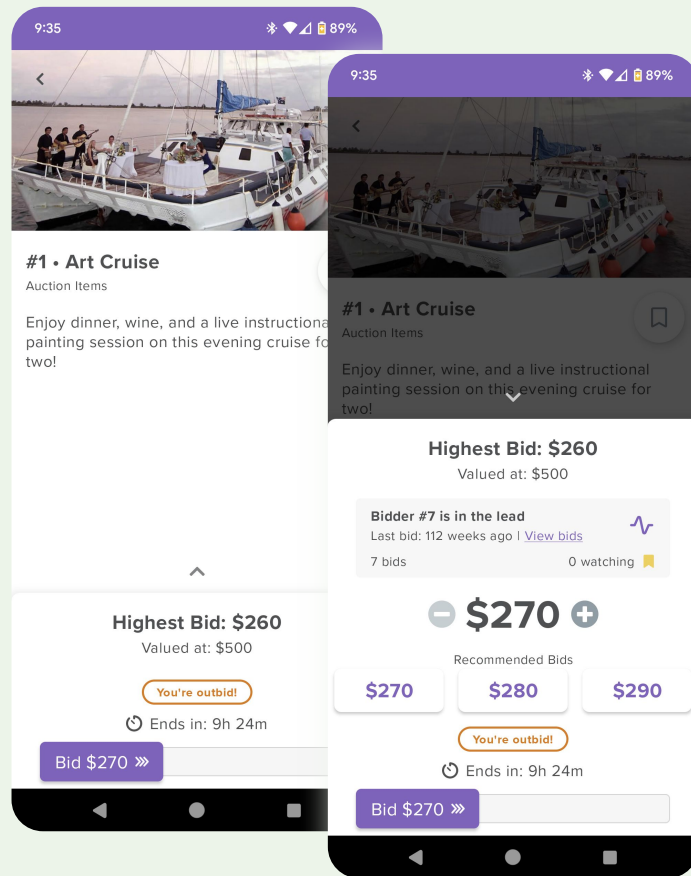 9:35
89%
#1 • Art Cruise
Auction Items
Enjoy dinner, wine, and a live instructiona
painting session on this evening cruise fo
two!
Highest Bid: $260
Valued at: $500
You're outbid!
Ends in: 9h 24m
Bid $270
9:35
89%
#1 • Art Cruise
Auction Items
Enjoy dinner, wine, and a live instructional
painting session on this evening cruise for
two!
Highest Bid: $260
Valued at: $500
Bidder #7 is in the lead
Last bid: 112 weeks ago | View bids
7 bids
0 watching
$270
Recommended Bids
$270
$280
$290
You're outbid!
Ends in: 9h 24m
Bid $270